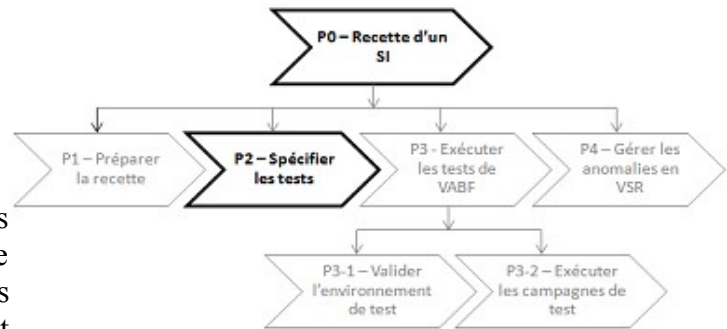 P0 – Recette d'un
SI
P1 – Préparer
la recette
P2 – Spécifier
les tests
P3 - Exécuter
les tests de
VABF
P4 – Gérer les
anomalies en
VSR
s
e
s
t
P3-1 – Valider
l'environnement
de test
P3-2 – Exécuter
les campagnes de
test